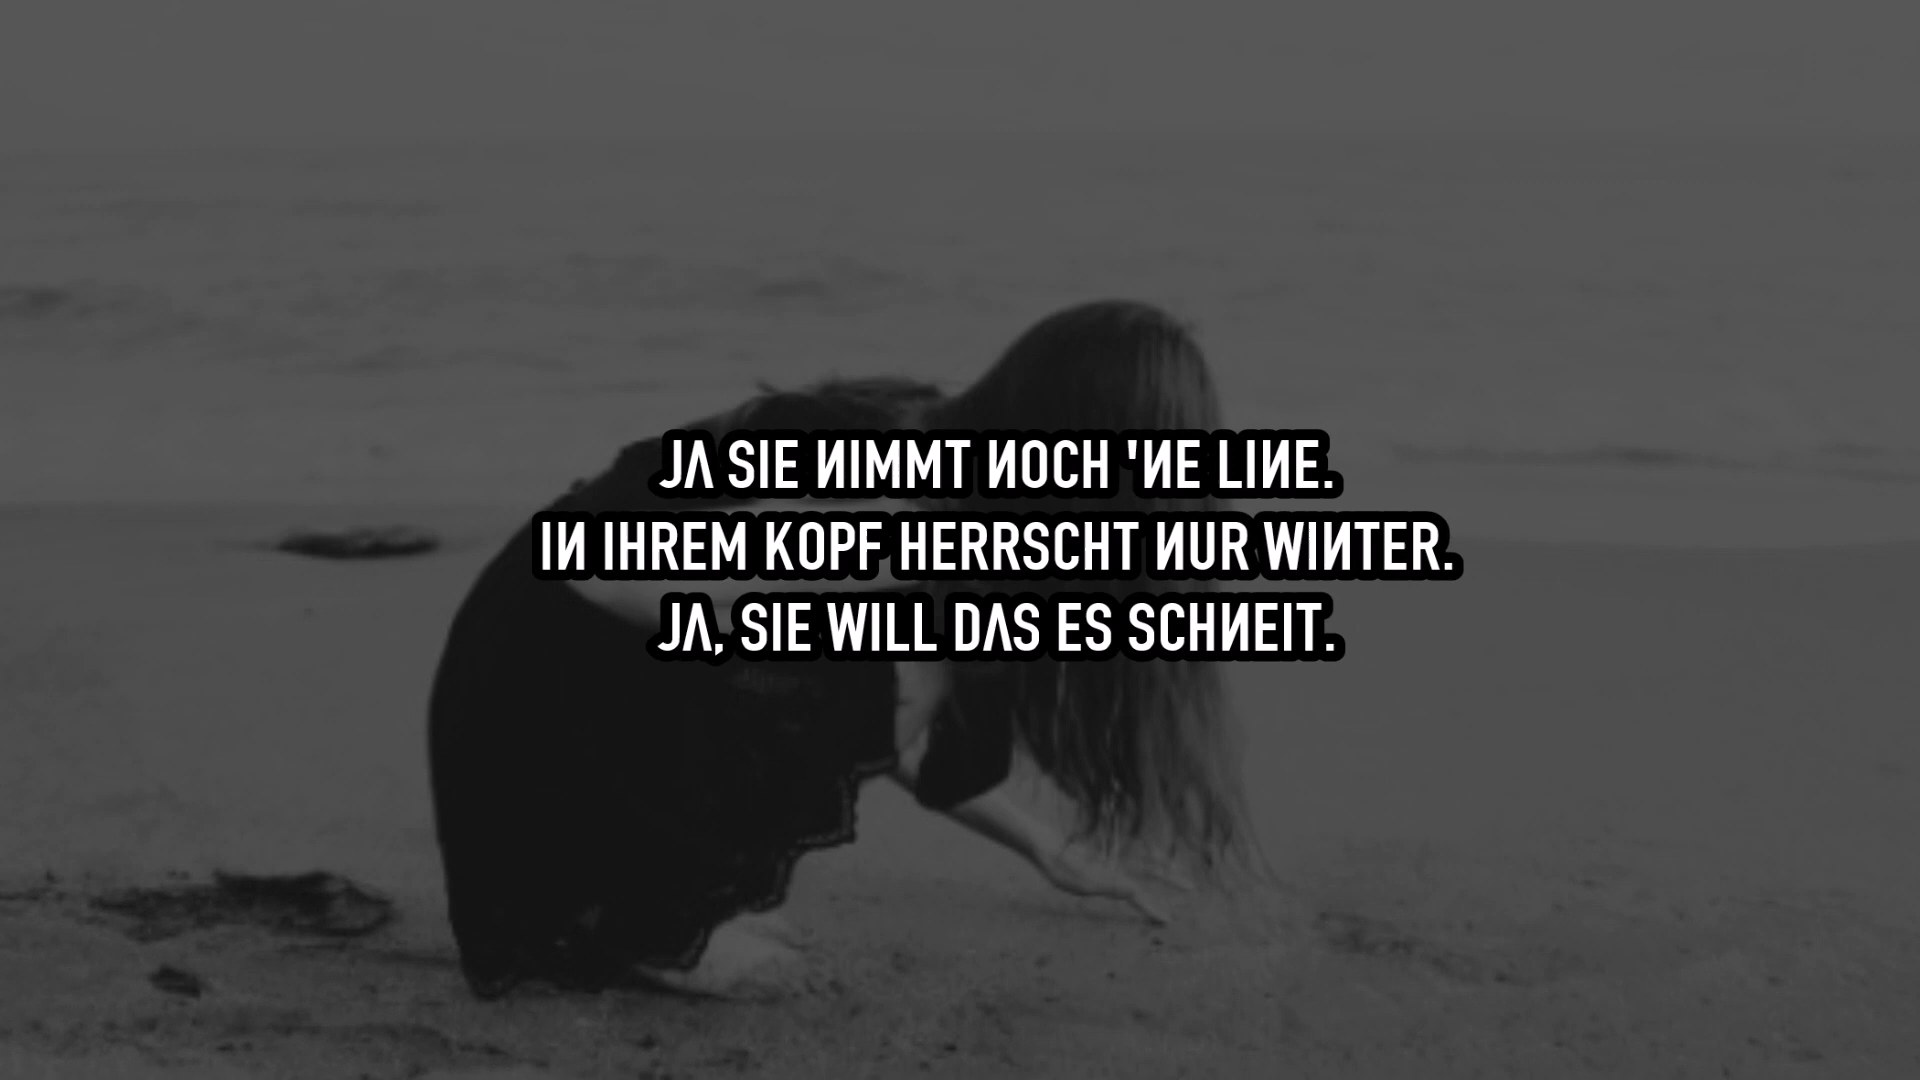 JA SIE NIMMT NOCH 'NE LINE.
IN IHREM KOPF HERRSCHT NUR WINTER.
JA, SIE WILL DAS ES SCHNEIT.